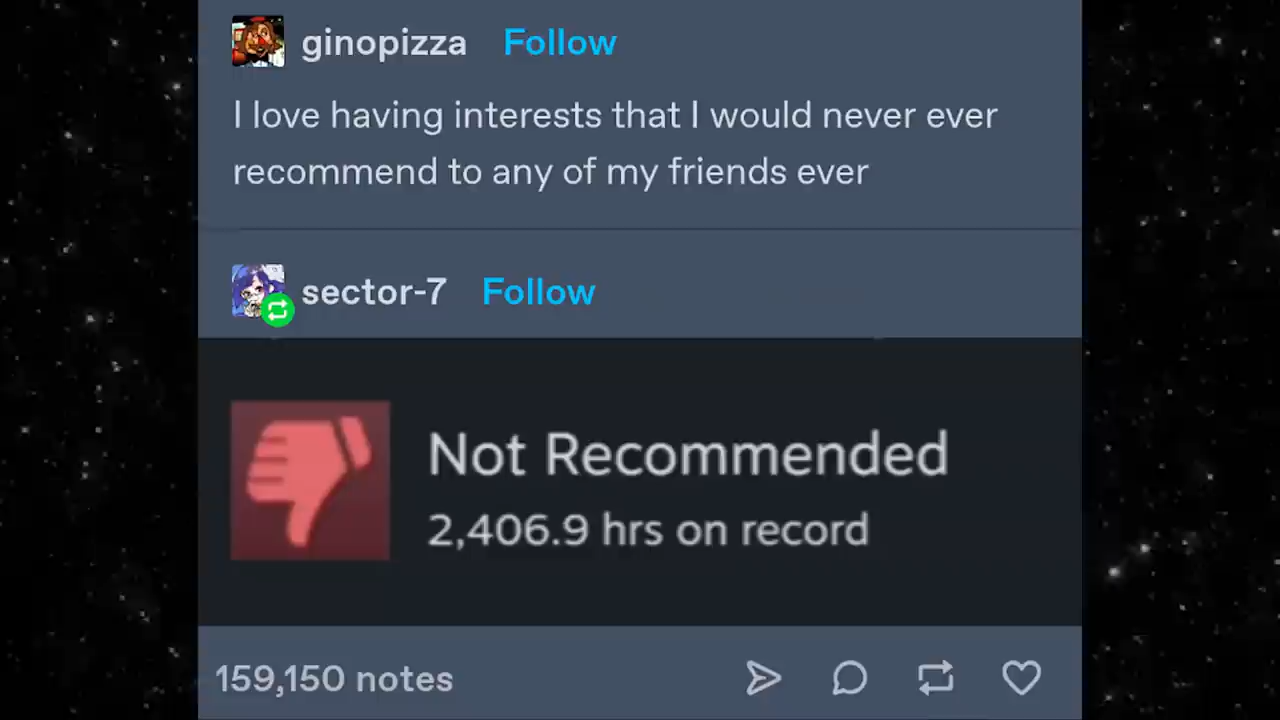 ginopizza Follow
I love having interests that I would never ever
recommend to any of my friends ever
sector-7 Follow
Not Recommended
2,406.9 hrs on record
159,150 notes